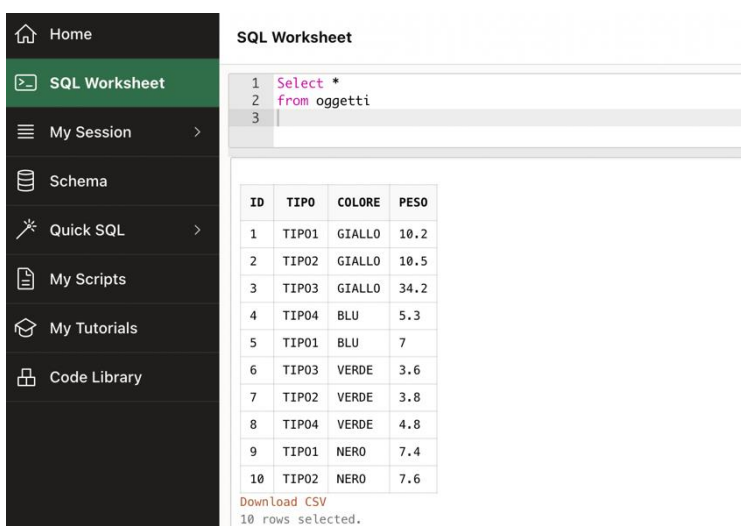 Home
SQL Worksheet
My Session
Schema
Quick SQL
My Scripts
My Tutorials
Code Library
SQL Worksheet
1 Select *
2 from oggetti
3
ID TIPO COLORE PESO
1 TIPO1 GIALLO 10.2
2 TIPO2 GIALLO 10.5
3 TIPO3 GIALLO 34.2
4 TIPO4 BLU 5.3
5 TIPO1 BLU 7
6 TIPO3 VERDE 3.6
7 TIPO2 VERDE 3.8
8 TIPO4 VERDE 4.8
9 TIPO1 NERO 7.4
10 TIPO2 NERO 7.6
Download CSV
10 rows selected.